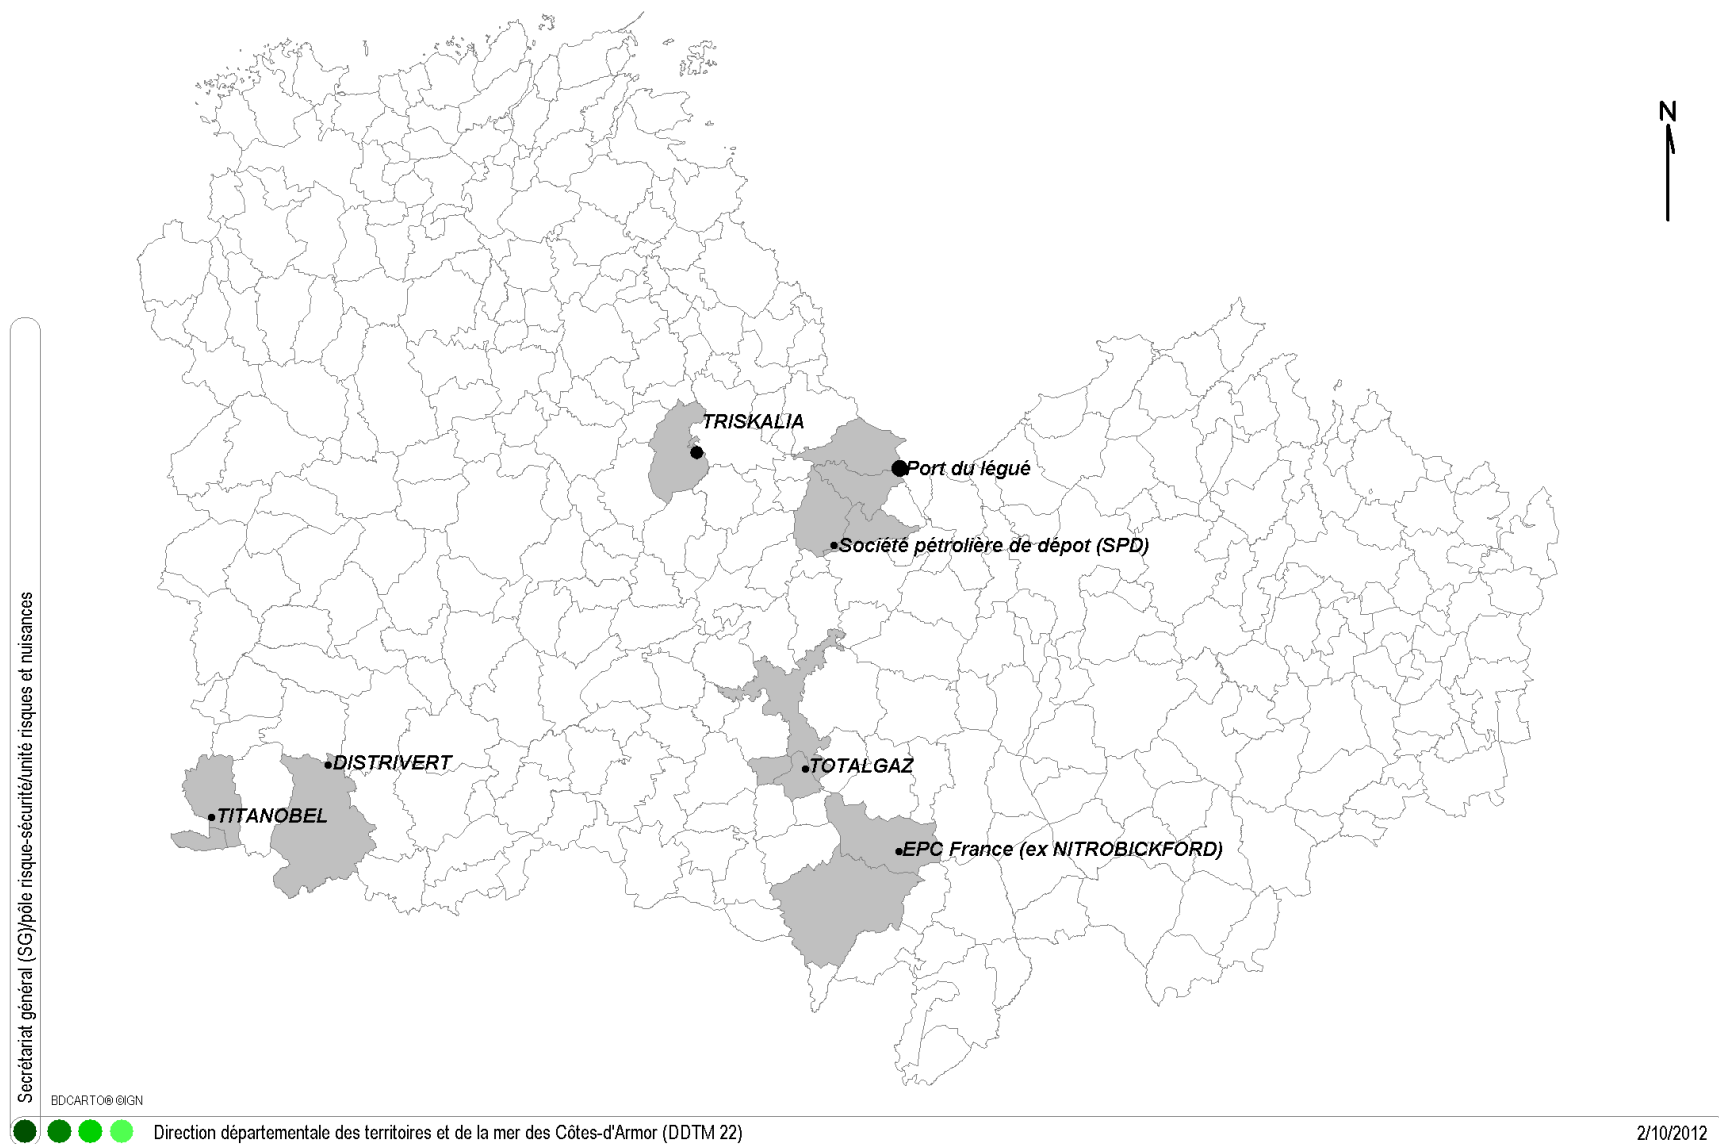 N
TRISKALIA
Port du légué
Société pétrolière de dépot (SPD)
DISTRIVERT
TOTALGAZ
TITANOBEL
EPC France (ex NITROBICKFORD)
Secrétariat général (SG)/pôle risque-sécurité/unité risques et nuisances
BDCARTO® ©IGN
Direction départementale des territoires et de la mer des Côtes-d'Armor (DDTM 22)
2/10/2012